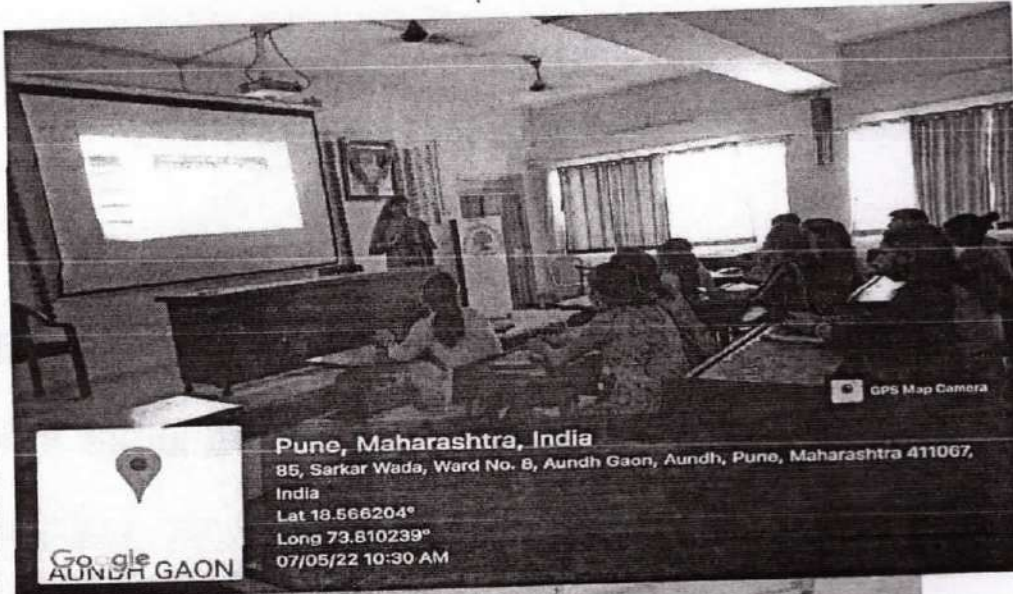 GPS Map Camera
Pune, Maharashtra, India
85, Sarkar Wada, Ward No. 8, Aundh Gaon, Aundh, Pune, Maharashtra 411067,
India
Lat 18.566204°
Long 73.810239°
07/05/22 10:30 AM
Google
AUNDH GAON